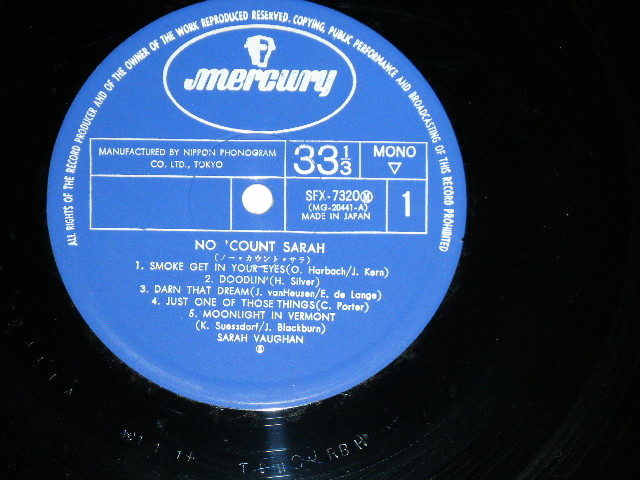 ALL RIGHTS OF THE RECORD PRODUCER AND OF THE OWNER OF THE WORK REPRODUCED RESERVED. COPYING, PUBLIC PERFORMANCE AND BROADCASTING OF THIS RECORD PROHIBITED
mercury
MANUFACTURED BY NIPPON PHONOGRAM
CO. LTD., TOKYO
33 1/3
MONO
▽
SFX-7320Ⓜ
(MG-20441-A)
MADE IN JAPAN
1
NO 'COUNT SARAH
(ノー・カウント・サラ)
1. SMOKE GET IN YOUR EYES(O. Harbach/J. Kern)
2. DOODLIN'(H. Silver)
3. DARN THAT DREAM(J. vanHeusen/E. de Lange)
4. JUST ONE OF THOSE THINGS(C. Porter)
5. MOONLIGHT IN VERMONT
(K. Suessdorf/J. Blackburn)
SARAH VAUGHAN